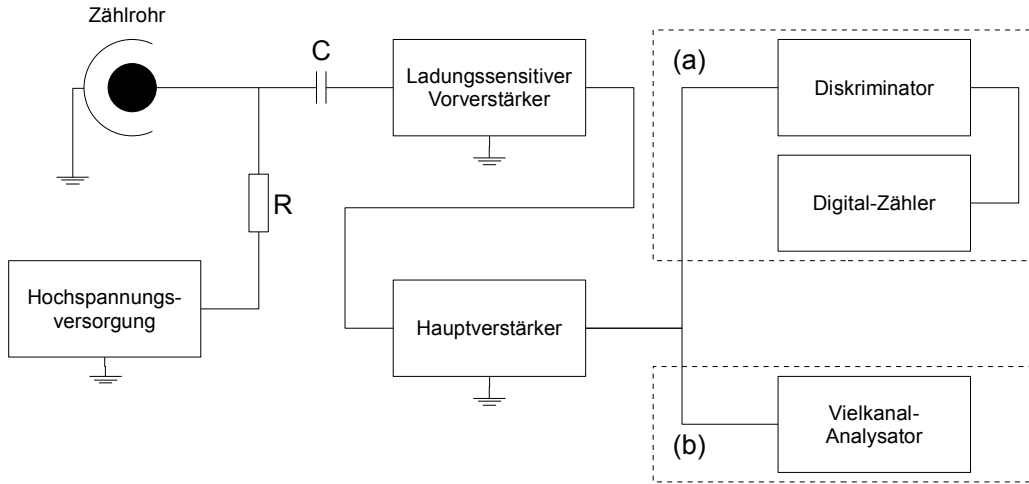 Zählrohr
C
Ladungssensitiver
Vorverstärker
(a)
Diskriminator
Digital-Zähler
R
Hochspannungs-
versorgung
Hauptverstärker
(b)
Vielkanal-
Analysator